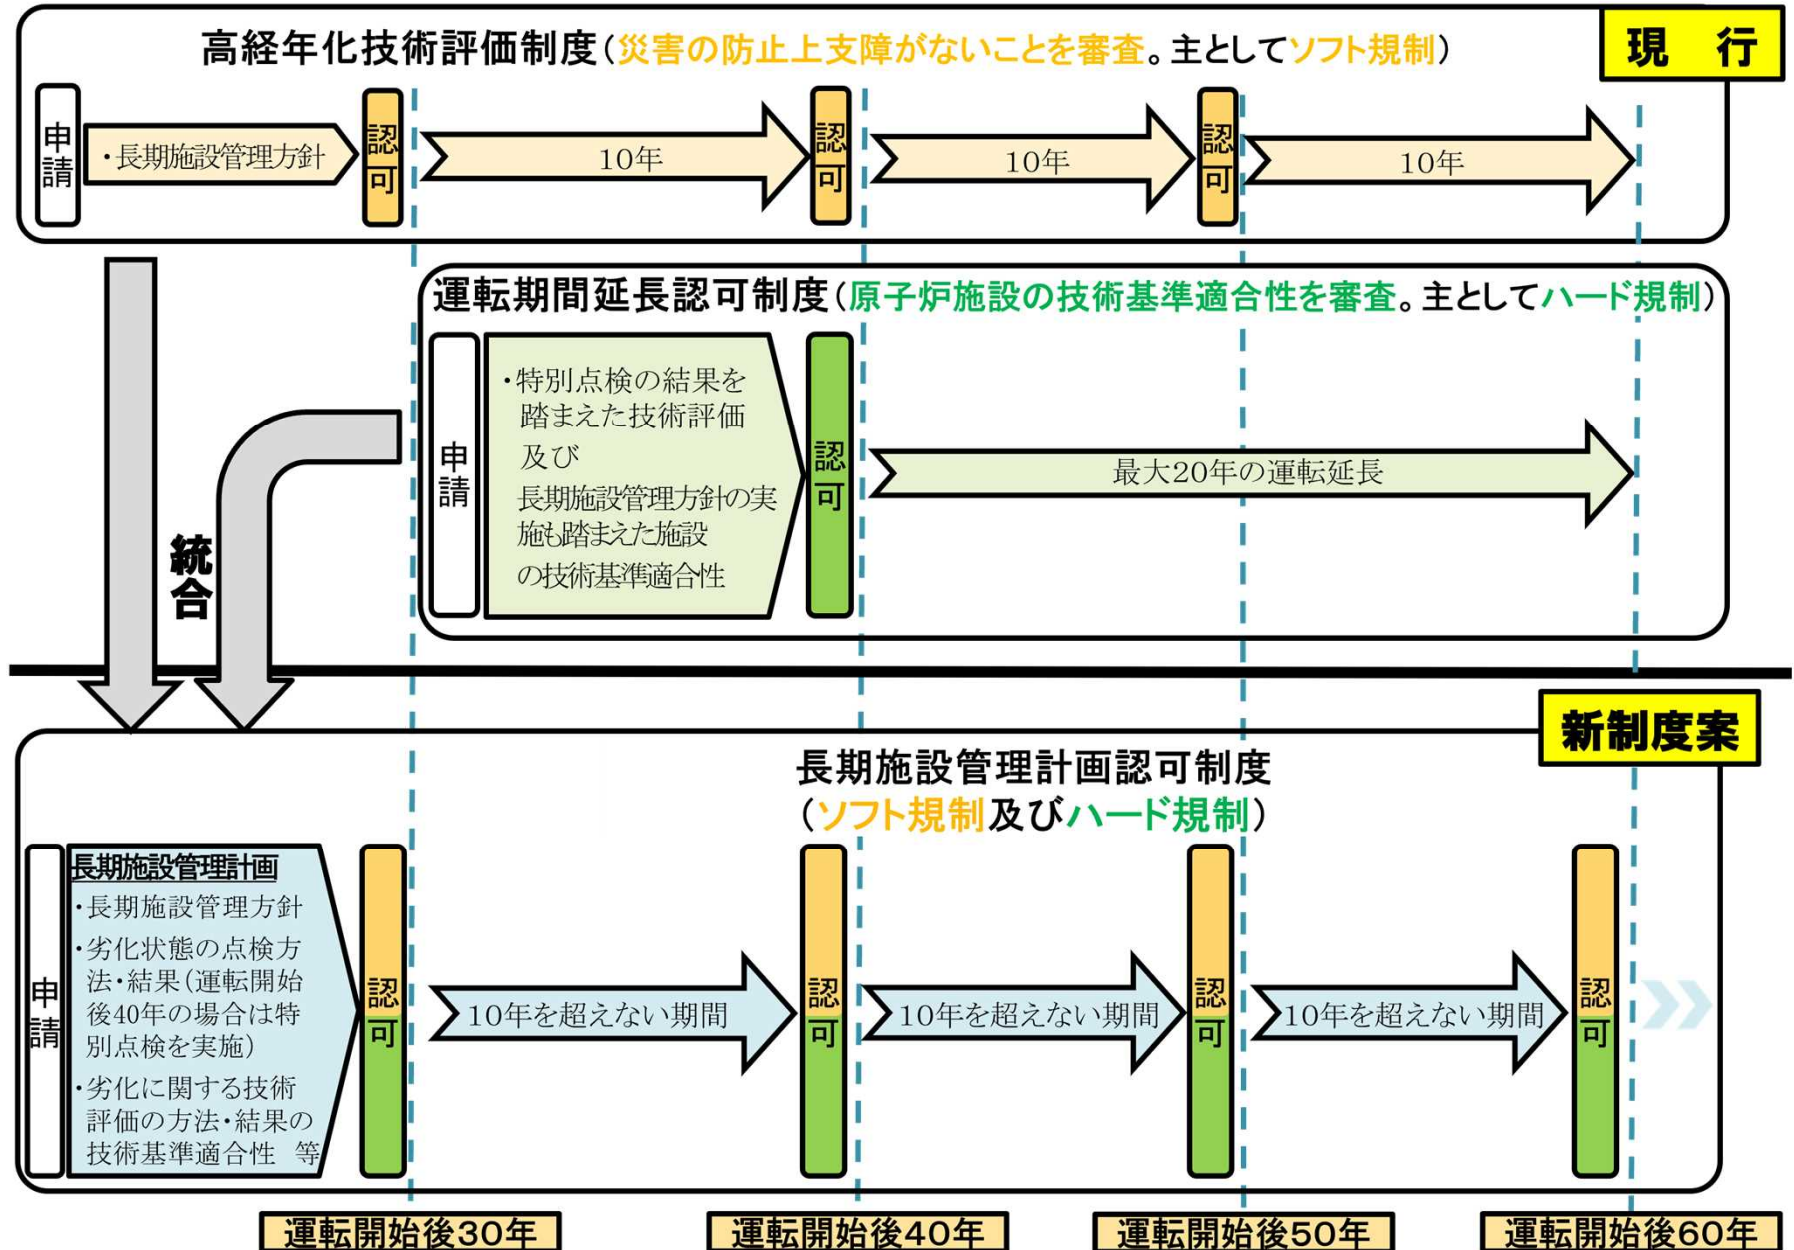 現　行
高経年化技術評価制度(災害の防止上支障がないことを審査。主としてソフト規制)
申請
・長期施設管理方針
認可
10年
認可
10年
認可
10年
運転期間延長認可制度(原子炉施設の技術基準適合性を審査。主としてハード規制)
申請
・特別点検の結果を
踏まえた技術評価
及び
長期施設管理方針の実
施も踏まえた施設
の技術基準適合性
認可
最大20年の運転延長
統合
新制度案
長期施設管理計画認可制度
(ソフト規制及びハード規制)
申請
長期施設管理計画
・長期施設管理方針
・劣化状態の点検方
法・結果(運転開始
後40年の場合は特
別点検を実施)
・劣化に関する技術
評価の方法・結果の
技術基準適合性　等
認可
10年を超えない期間
認可
10年を超えない期間
認可
10年を超えない期間
認可
運転開始後30年
運転開始後40年
運転開始後50年
運転開始後60年